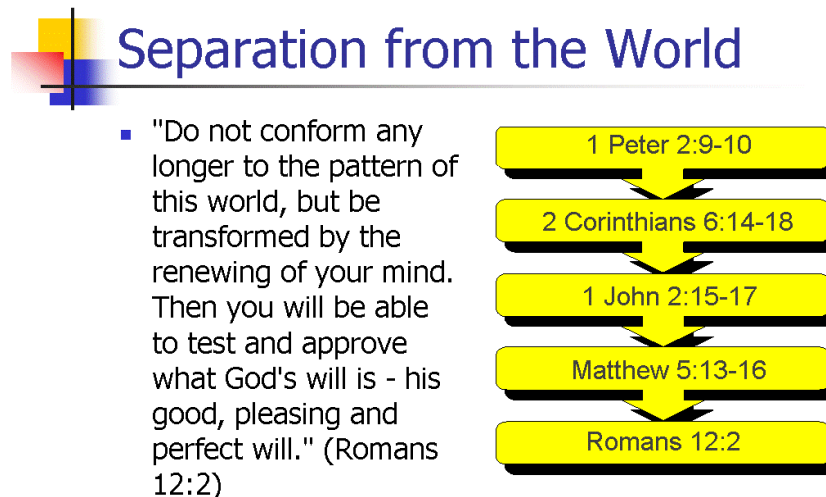 Separation from the World
"Do not conform any
longer to the pattern of
this world, but be
transformed by the
renewing of your mind.
Then you will be able
to test and approve
what God's will is - his
good, pleasing and
perfect will." (Romans
12:2)
1 Peter 2:9-10
2 Corinthians 6:14-18
1 John 2:15-17
Matthew 5:13-16
Romans 12:2